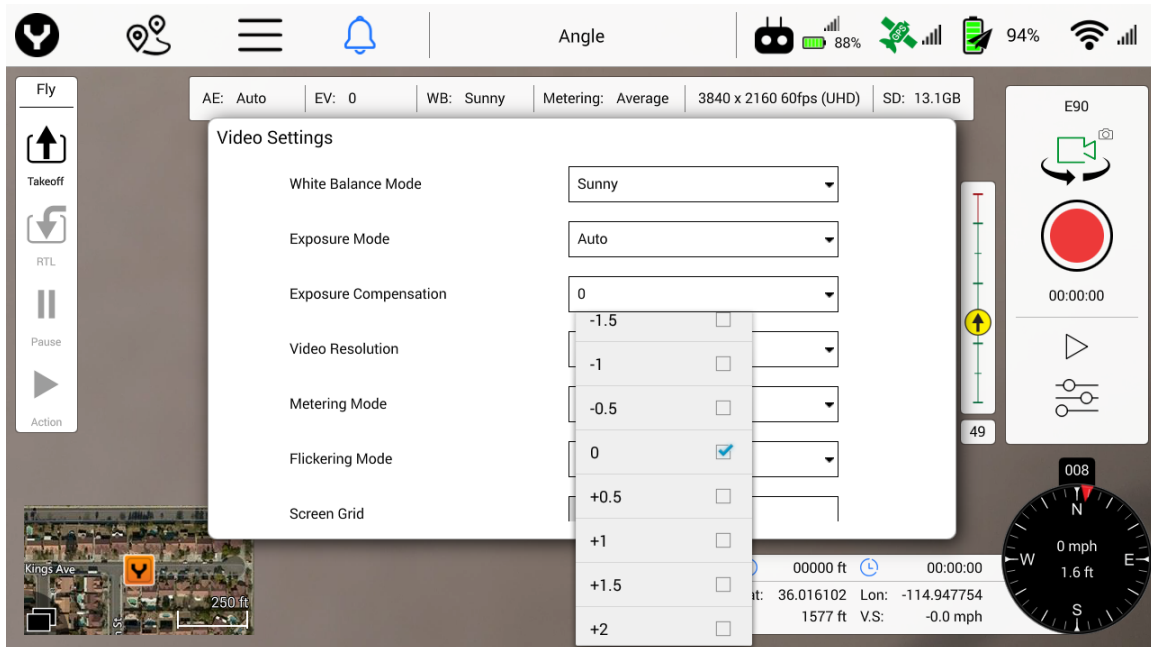 Angle
88%
GPS
94%
Fly
Takeoff
RTL
Pause
Action
AE: Auto
EV: 0
WB: Sunny
Metering: Average
3840 x 2160 60fps (UHD)
SD: 13.1GB
Video Settings
White Balance Mode
Sunny
Exposure Mode
Auto
Exposure Compensation
0
-1.5
-1
-0.5
0
+0.5
+1
+1.5
+2
Video Resolution
Metering Mode
Flickering Mode
Screen Grid
E90
00:00:00
49
008
N
W
E
S
0 mph
1.6 ft
Kings Ave
250 ft
00000 ft
00:00:00
36.016102 Lon: -114.947754
1577 ft V.S: -0.0 mph